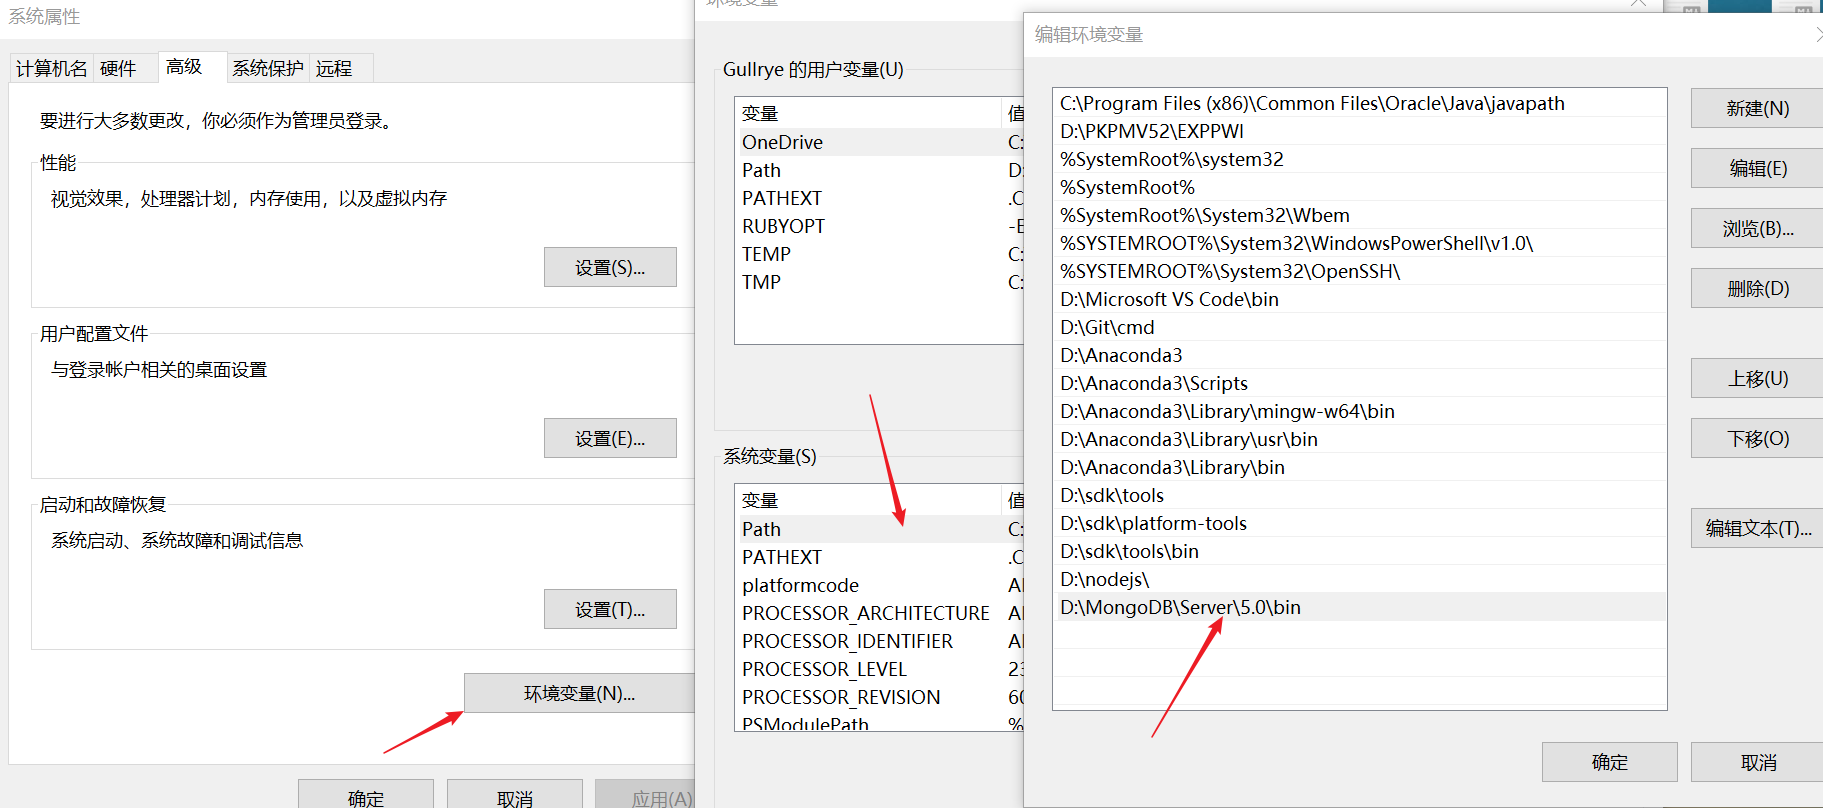 系统属性
计算机名
硬件
高级
系统保护
远程
要进行大多数更改，你必须作为管理员登录。
性能
视觉效果，处理器计划，内存使用，以及虚拟内存
设置(S)...
用户配置文件
与登录帐户相关的桌面设置
设置(E)...
启动和故障恢复
系统启动、系统故障和调试信息
设置(T)...
环境变量(N)...
确定
取消
应用(A)
环境变量
Gullrye 的用户变量(U)
变量
值
OneDrive
C:
Path
D:
PATHEXT
.C
RUBYOPT
-E
TEMP
C:
TMP
C:
系统变量(S)
变量
值
Path
C:
PATHEXT
.C
platformcode
Al
PROCESSOR_ARCHITECTURE
PROCESSOR_IDENTIFIER
PROCESSOR_LEVEL
23
PROCESSOR_REVISION
60
PSModulePath
%
编辑环境变量
C:\Program Files (x86)\Common Files\Oracle\Java\javapath
D:\PKPMV52\EXPPWI
%SystemRoot%\system32
%SystemRoot%
%SystemRoot%\System32\Wbem
%SYSTEMROOT%\System32\WindowsPowerShell\v1.0\
%SYSTEMROOT%\System32\OpenSSH\
D:\Microsoft VS Code\bin
D:\Git\cmd
D:\Anaconda3
D:\Anaconda3\Scripts
D:\Anaconda3\Library\mingw-w64\bin
D:\Anaconda3\Library\usr\bin
D:\Anaconda3\Library\bin
D:\sdk\tools
D:\sdk\platform-tools
D:\sdk\tools\bin
D:\nodejs\
D:\MongoDB\Server\5.0\bin
新建(N)
编辑(E)
浏览(B)...
删除(D)
上移(U)
下移(O)
编辑文本(T)...
确定
取消